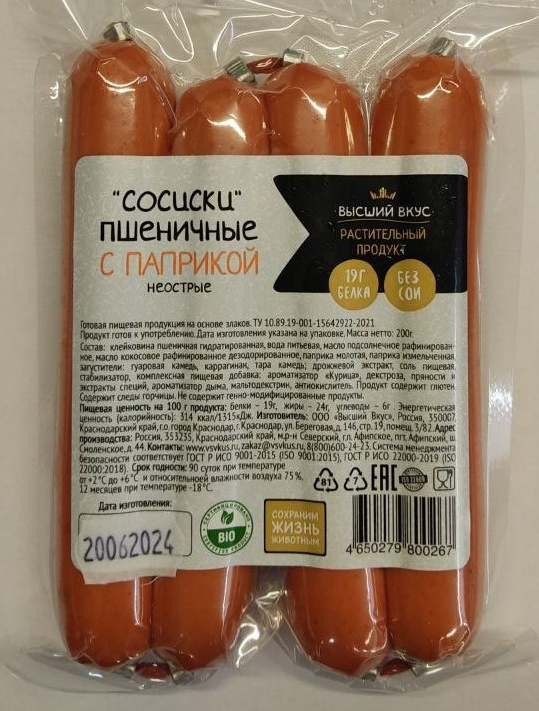 "СОСИСКИ"
ПШЕНИЧНЫЕ
С ПАПРИКОЙ
НЕОСТРЫЕ
ВЫСШИЙ ВКУС
РАСТИТЕЛЬНЫЙ
ПРОДУКТ
19Г
БЕЛКА
БЕЗ
СОИ
Готовая пищевая продукция на основе злаков. ТУ 10.89.19-001-15642922-2021
Продукт готов к употреблению. Дата изготовления указана на упаковке. Масса нетто: 200г.
Состав: клейковина пшеничная гидратированная, вода питьевая, масло подсолнечное рафинирован-
ное, масло кокосовое рафинированное дезодорированное, паприка молотая, паприка измельченная,
загустители: гуаровая камедь, каррагинан, тара камедь; дрожжевой экстракт, соль пищевая,
стабилизатор, комплексная пищевая добавка: ароматизатор «Курица», декстроза, пряности и
экстракты специй, ароматизатор дыма, мальтодекстрин, антиокислитель. Продукт содержит глютен.
Содержит следы горчицы. Не содержит генно-модифицированные продукты.
Пищевая ценность на 100 г продукта: белки – 19г, жиры - 24г, углеводы – 6г. Энергетическая
ценность (калорийность): 314 ккал/1315кДж. Изготовитель: ООО «Высший Вкус», Россия, 350007,
Краснодарский край, г.о. город Краснодар, г. Краснодар, ул. Береговая, д. 146, стр. 19, помещ. 3/82. Адрес
производства: Россия, 353235, Краснодарский край, м.р-н Северский, г.п. Афипское, пгт. Афипский, ул.
Смоленское, д. 44. Контакты: www.vsvkus.ru, zakaz@vsvkus.ru, 8(800)600-24-23. Система менеджмента
безопасности соответствует ГОСТ Р ИСО 9001-2015 (ISO 9001:2015), ГОСТ Р ИСО 22000-2019 (ISO
22000:2018). Срок годности: 90 суток при температуре
от +2°С до +6°С и относительной влажности воздуха 75%,
12 месяцев при температуре -18°С.
Дата изготовления:
20062024
BIO
СОХРАНИМ
ЖИЗНЬ
ЖИВОТНЫМ
81
7
EAC
4 650279 800267